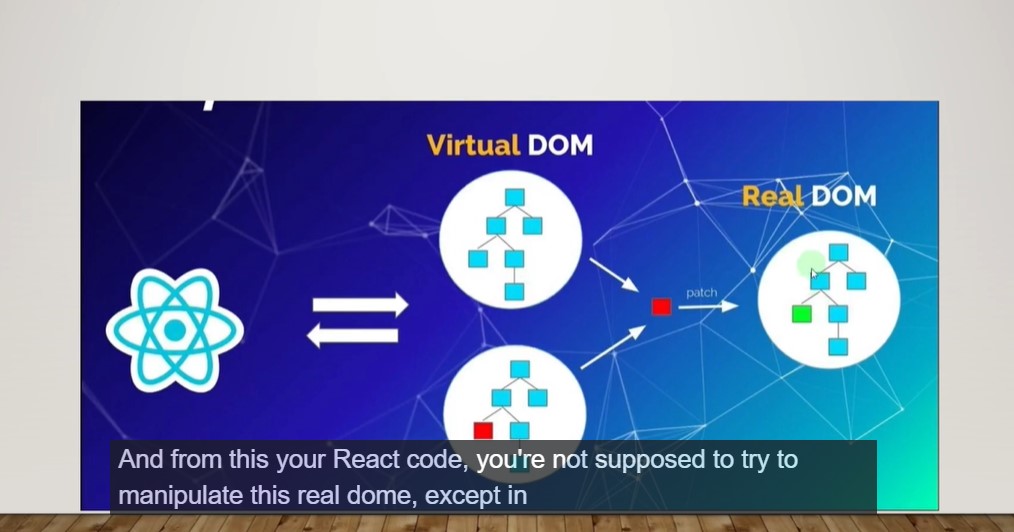 Virtual DOM
Real DOM
patch
And from this your React code, you're not supposed to try to
manipulate this real dome, except in